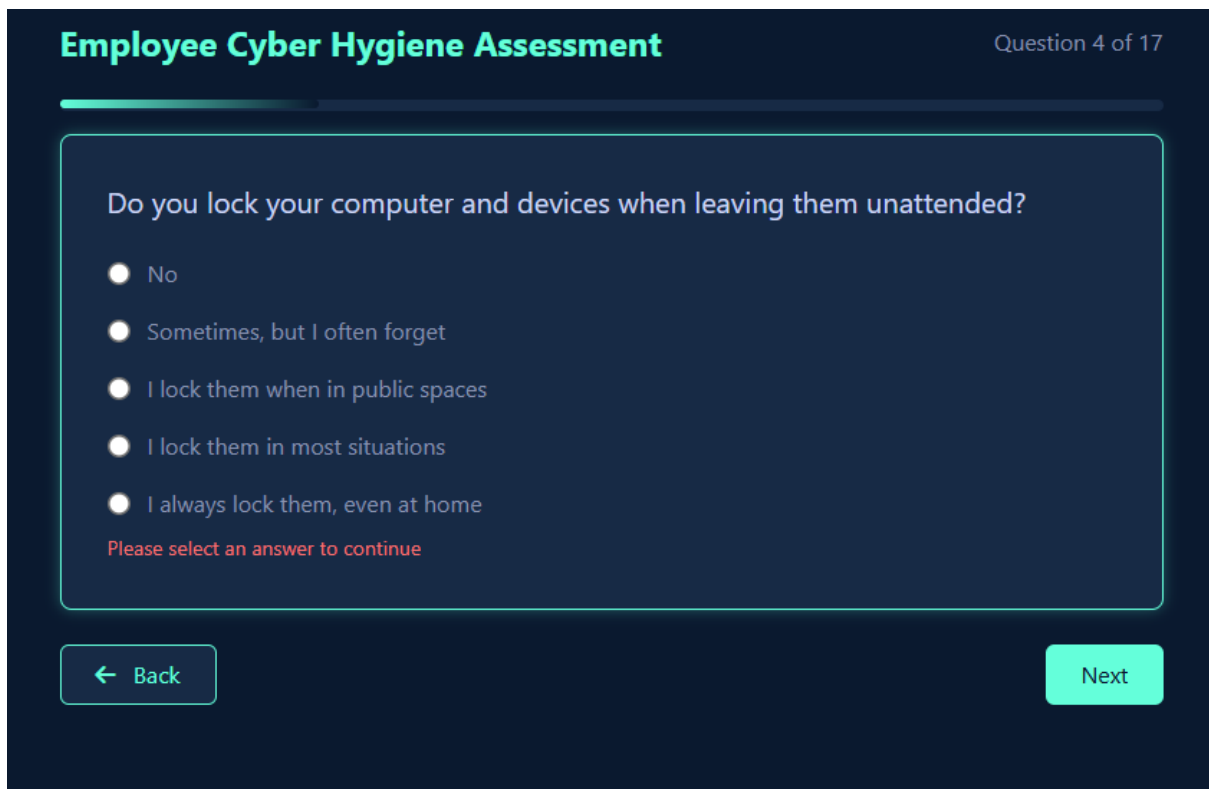 Employee Cyber Hygiene Assessment
Question 4 of 17
Do you lock your computer and devices when leaving them unattended?
No
Sometimes, but I often forget
I lock them when in public spaces
I lock them in most situations
I always lock them, even at home
Please select an answer to continue
← Back
Next